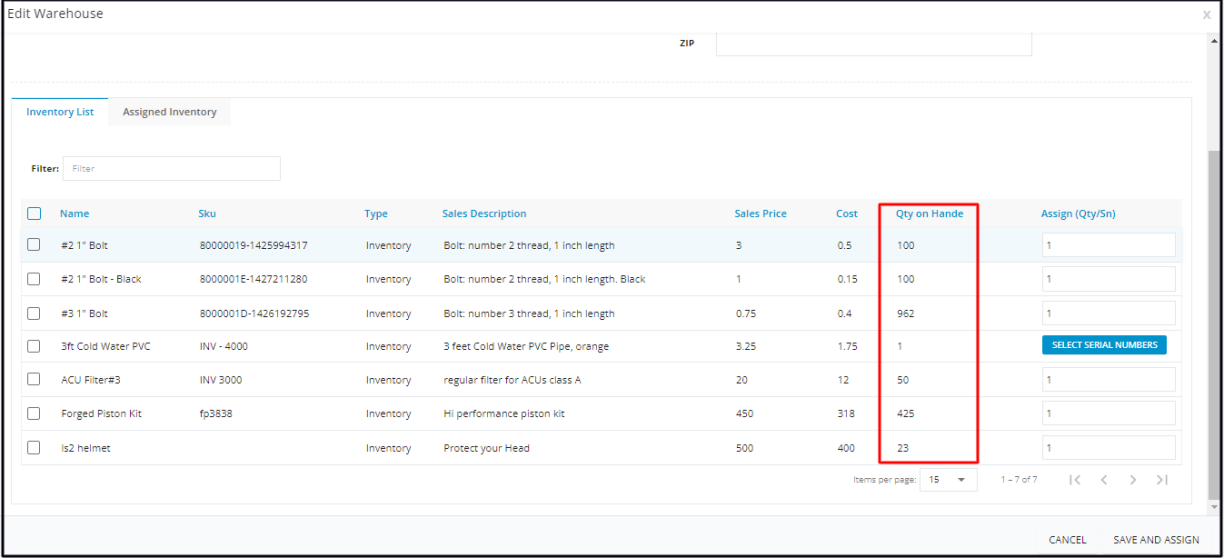 Edit Warehouse x
ZIP
Inventory List Assigned Inventory
Filter: Filter
Name Sku Type Sales Description Sales Price Cost Qty on Hande Assign (Qty/Sn)
#2 1" Bolt 80000019-1425994317 Inventory Bolt: number 2 thread, 1 inch length 3 0.5 100 1
#2 1" Bolt - Black 8000001E-1427211280 Inventory Bolt: number 2 thread, 1 inch length. Black 1 0.15 100 1
#3 1" Bolt 8000001D-1426192795 Inventory Bolt: number 3 thread, 1 inch length 0.75 0.4 962 1
3ft Cold Water PVC INV - 4000 Inventory 3 feet Cold Water PVC Pipe, orange 3.25 1.75 1 SELECT SERIAL NUMBERS
ACU Filter#3 INV 3000 Inventory regular filter for ACUs class A 20 12 50 1
Forged Piston Kit fp3838 Inventory Hi performance piston kit 450 318 425 1
ls2 helmet Inventory Protect your Head 500 400 23 1
Items per page: 15 1 – 7 of 7
CANCEL SAVE AND ASSIGN